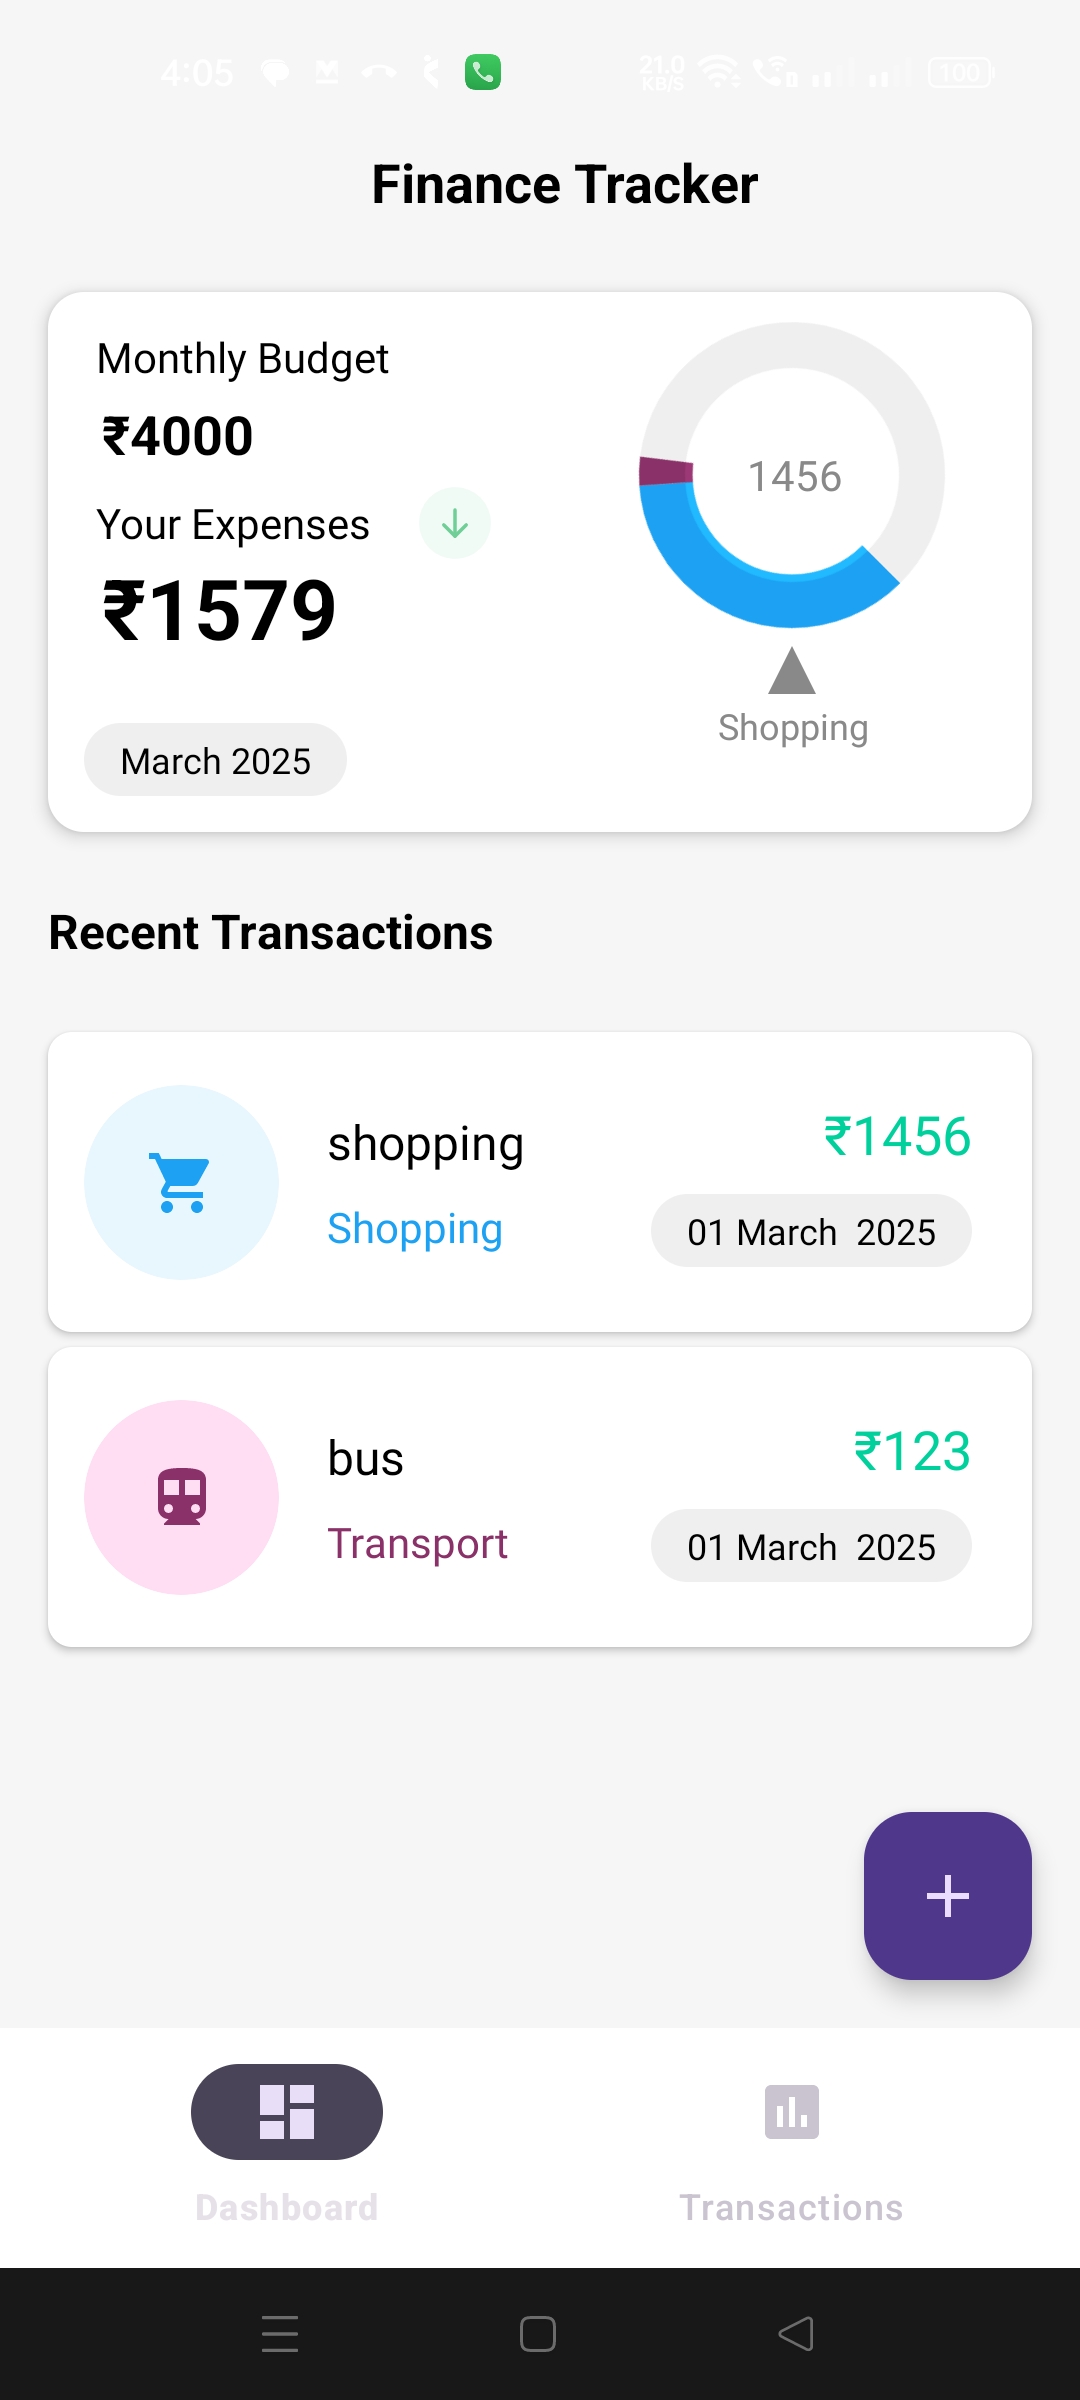 4:05
21.0
KB/S
100
Finance Tracker
Monthly Budget
₹4000
Your Expenses
₹1579
March 2025
1456
Shopping
Recent Transactions
shopping
₹1456
Shopping
01 March 2025
bus
₹123
Transport
01 March 2025
Dashboard
Transactions